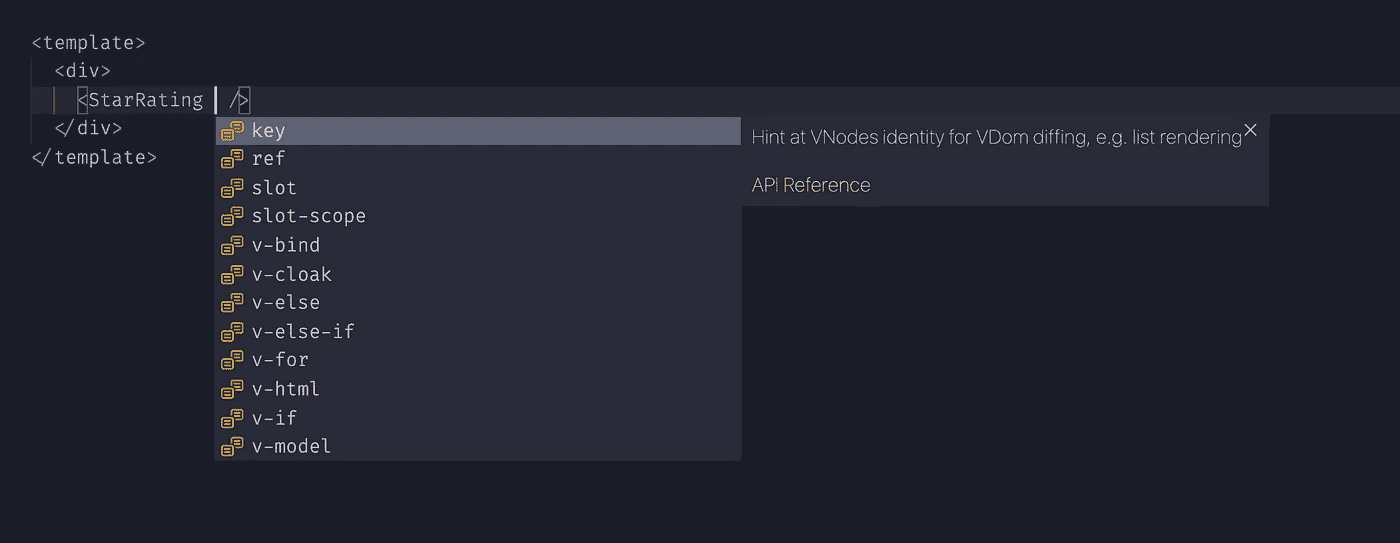 <template>
<div>
<StarRating />
</div>
</template>
key
ref
slot
slot-scope
v-bind
v-cloak
v-else
v-else-if
v-for
v-html
v-if
v-model
Hint at VNodes identity for VDom diffing, e.g. list rendering
API Reference